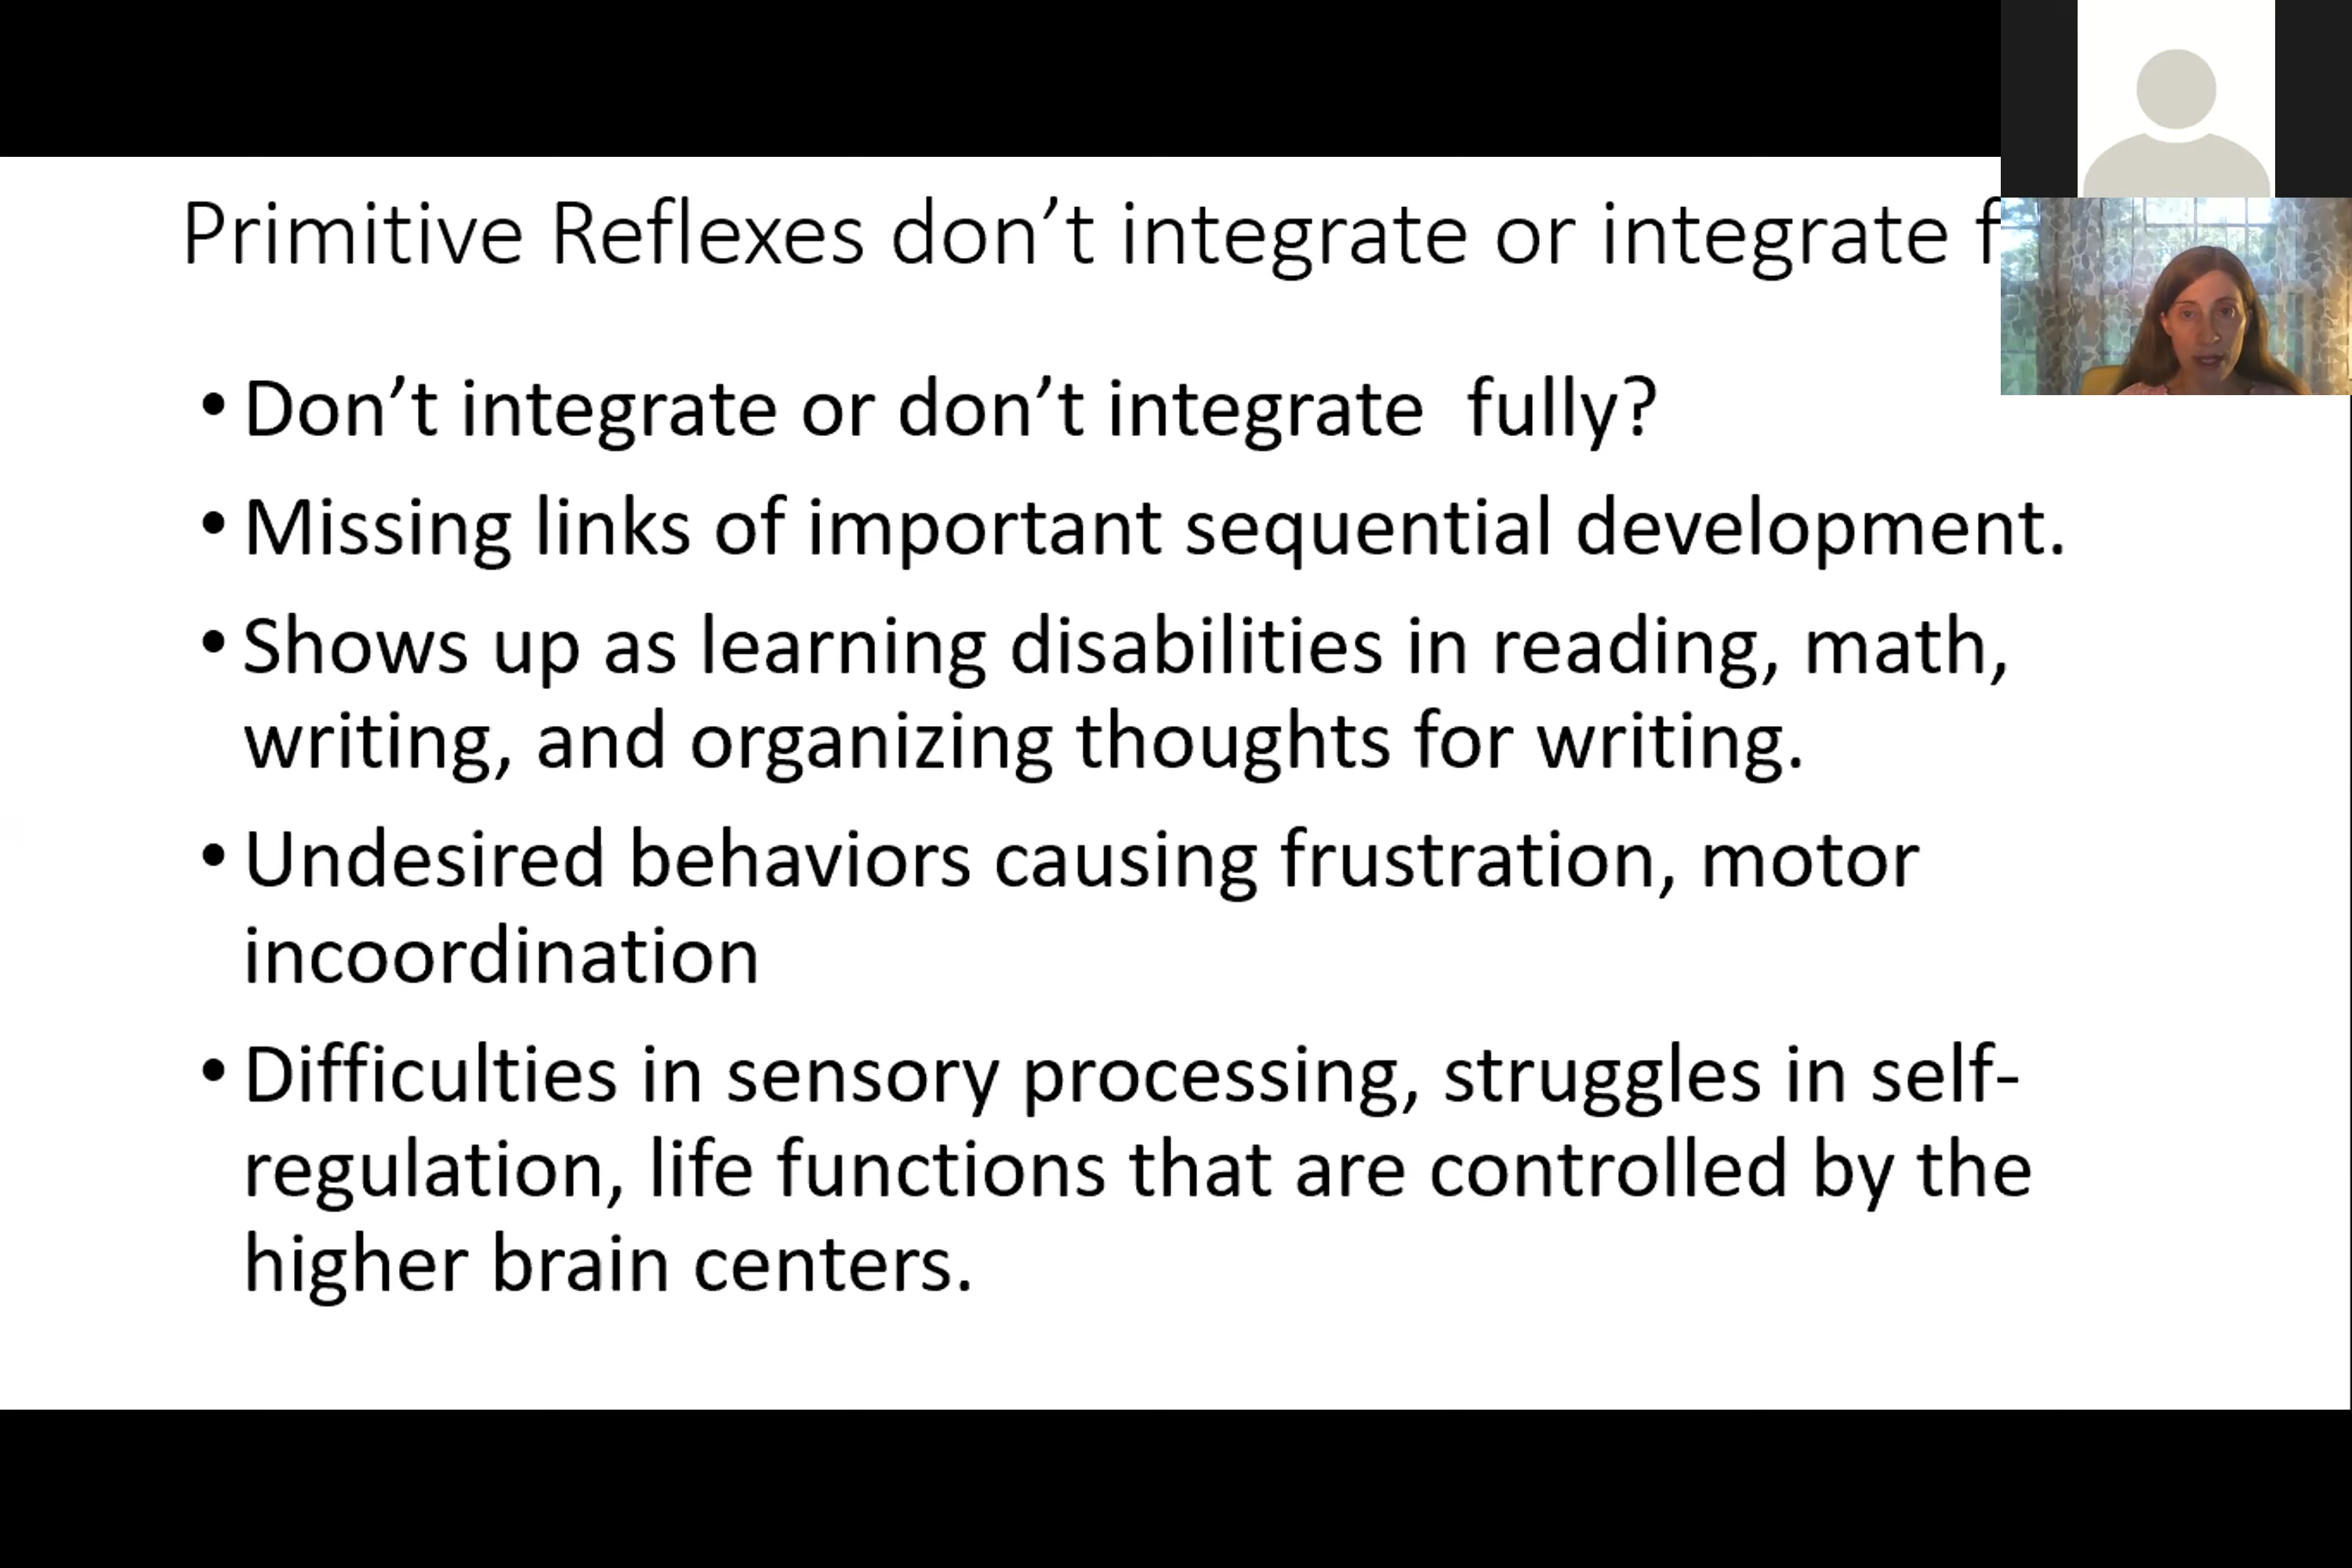 Primitive Reflexes don’t integrate or integrate
• Don’t integrate or don’t integrate  fully?
• Missing links of important sequential development.
• Shows up as learning disabilities in reading, math,
writing, and organizing thoughts for writing.
• Undesired behaviors causing frustration, motor
incoordination
• Difficulties in sensory processing, struggles in self-
regulation, life functions that are controlled by the
higher brain centers.